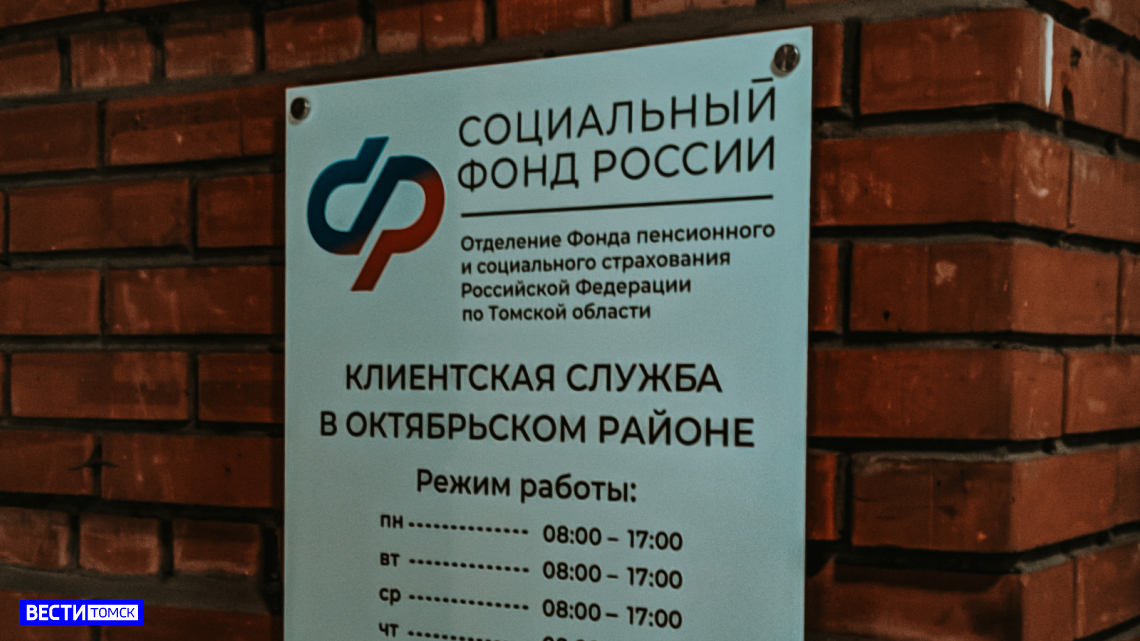 СОЦИАЛЬНЫЙ
ФОНД РОССИИ
Отделение Фонда пенсионного
и социального страхования
Российской Федерации
по Томской области
КЛИЕНТСКАЯ СЛУЖБА
В ОКТЯБРЬСКОМ РАЙОНЕ
Режим работы:
пн .............. 08:00 – 17:00
вт .............. 08:00 – 17:00
ср .............. 08:00 – 17:00
чт ..............
ВЕСТИ ТОМСК